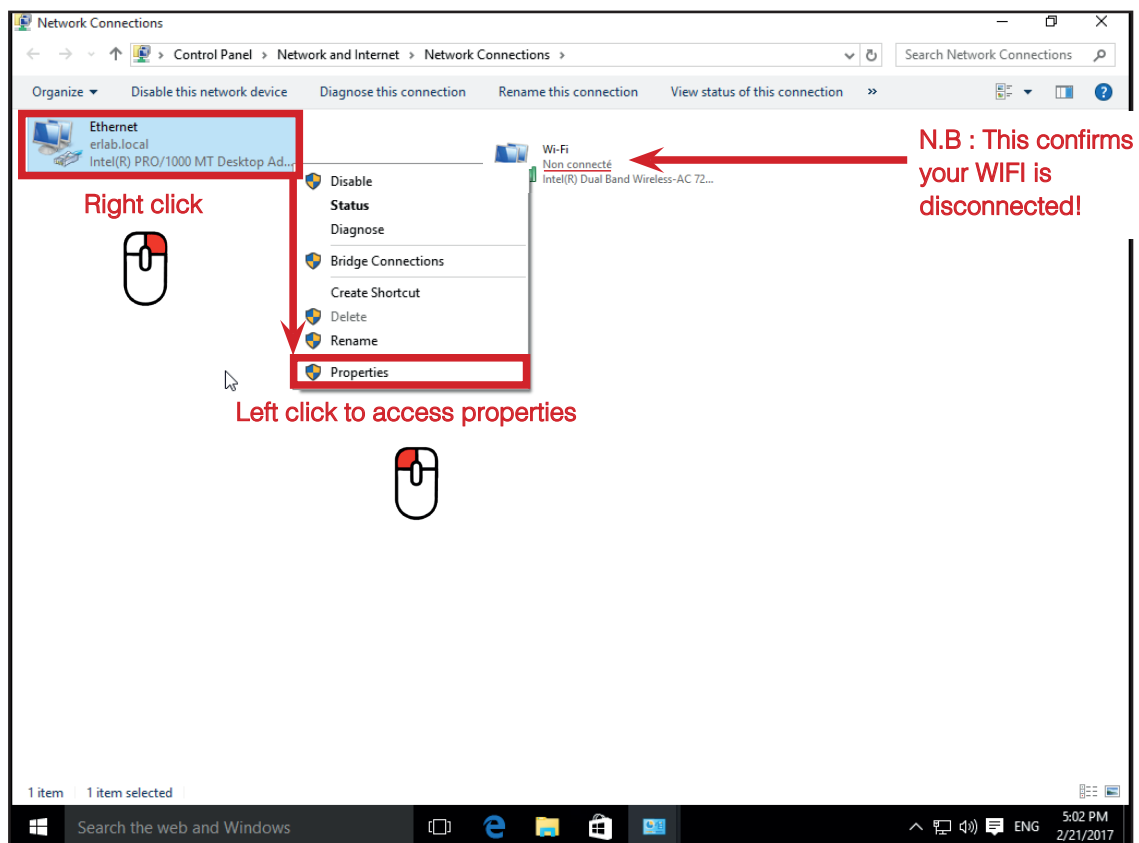 Network Connections
Control Panel > Network and Internet > Network Connections >
Search Network Connections
Organize
Disable this network device
Diagnose this connection
Rename this connection
View status of this connection
»
Ethernet
erlab.local
Intel(R) PRO/1000 MT Desktop Ad...
Wi-Fi
Non connecté
Intel(R) Dual Band Wireless-AC 72...
N.B : This confirms
your WIFI is
disconnected!
Right click
Disable
Status
Diagnose
Bridge Connections
Create Shortcut
Delete
Rename
Properties
Left click to access properties
1 item
1 item selected
Search the web and Windows
ENG
5:02 PM
2/21/2017